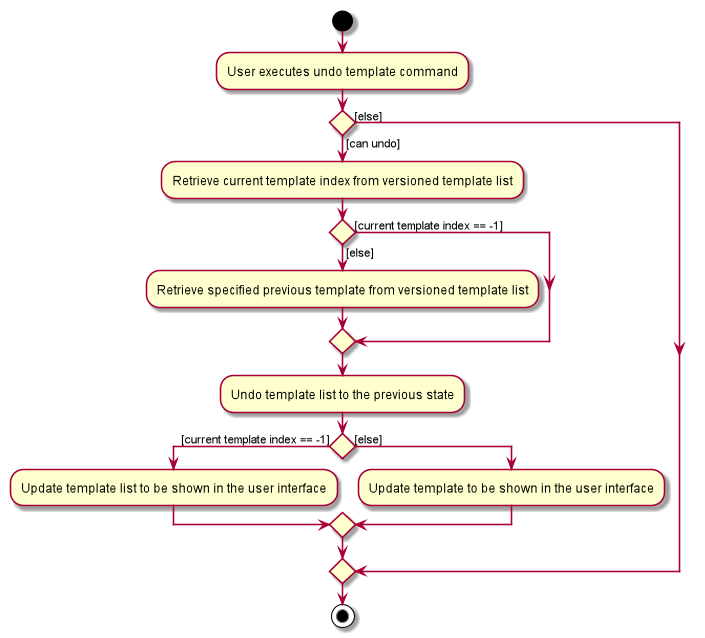 User executes undo template command
[else]
[can undo]
Retrieve current template index from versioned template list
[current template index == -1]
[else]
Retrieve specified previous template from versioned template list
Undo template list to the previous state
[current template index == -1]
[else]
Update template list to be shown in the user interface
Update template to be shown in the user interface